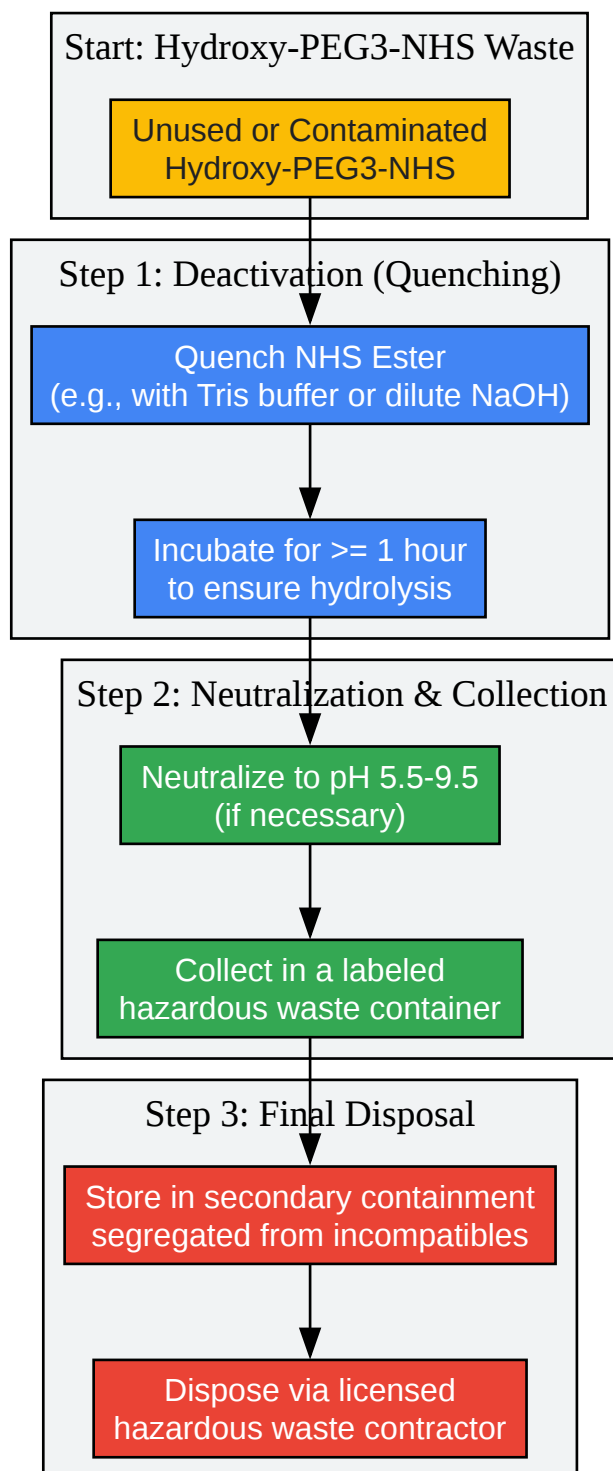 Start: Hydroxy-PEG3-NHS Waste
Unused or Contaminated
Hydroxy-PEG3-NHS
Step 1: Deactivation (Quenching)
Quench NHS Ester
(e.g., with Tris buffer or dilute NaOH)
Incubate for >= 1 hour
to ensure hydrolysis
Step 2: Neutralization & Collection
Neutralize to pH 5.5-9.5
(if necessary)
Collect in a labeled
hazardous waste container
Step 3: Final Disposal
Store in secondary containment
segregated from incompatibles
Dispose via licensed
hazardous waste contractor